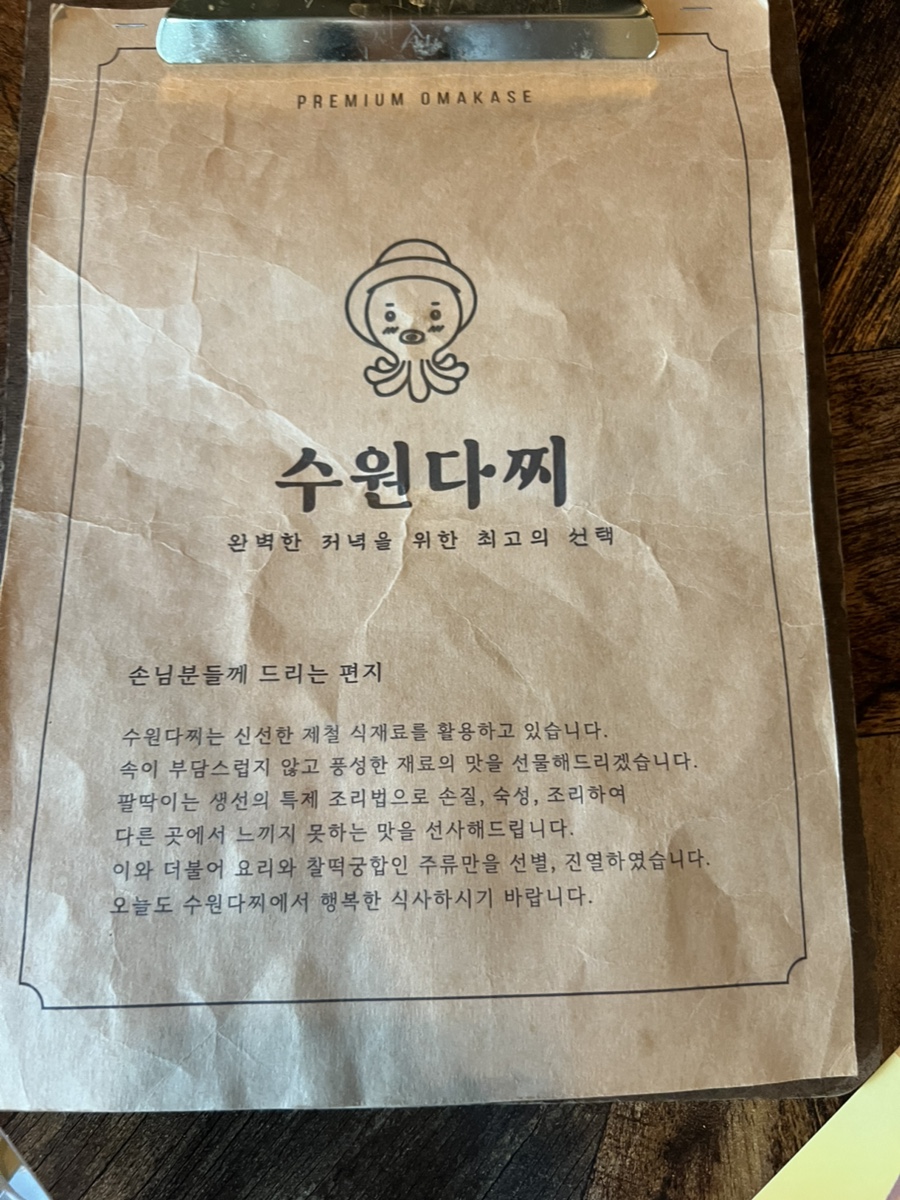 PREMIUM OMAKASE
수원다찌
완벽한 저녁을 위한 최고의 선택
손님분들께 드리는 편지
수원다찌는 신선한 제철 식재료를 활용하고 있습니다.
속이 부담스럽지 않고 풍성한 재료의 맛을 선물해드리겠습니다.
팔딱이는 생선의 특제 조리법으로 손질, 숙성, 조리하여
다른 곳에서 느끼지 못하는 맛을 선사해드립니다.
이와 더불어 요리와 찰떡궁합인 주류만을 선별, 진열하였습니다.
오늘도 수원다찌에서 행복한 식사하시기 바랍니다.